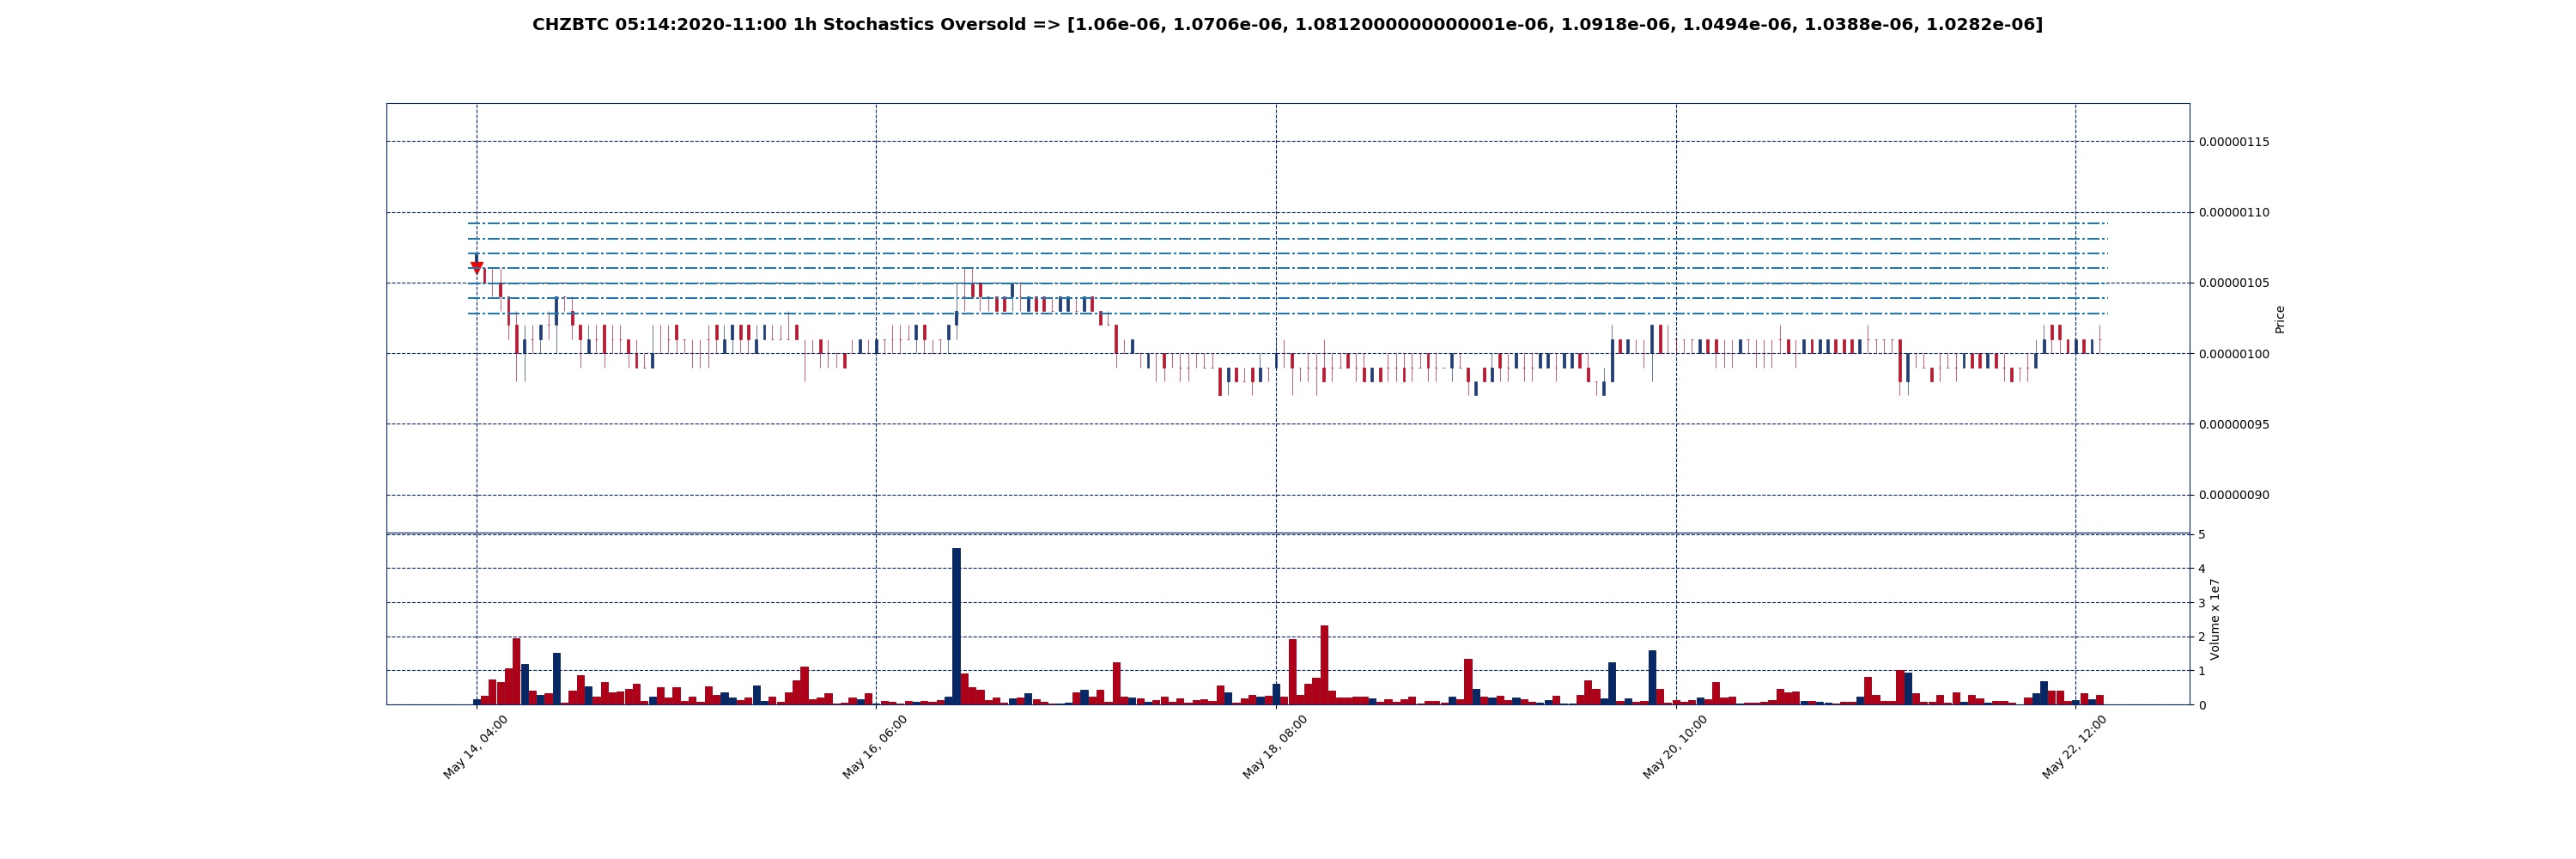 CHZBTC 05:14:2020-11:00 1h Stochastics Oversold => [1.06e-06, 1.0706e-06, 1.0812000000000001e-06, 1.0918e-06, 1.0494e-06, 1.0388e-06, 1.0282e-06]
0.00000115
0.00000110
0.00000105
0.00000100
0.00000095
0.00000090
Price
5
4
3
2
1
0
Volume x 1e7
May 14, 04:00
May 16, 06:00
May 18, 08:00
May 20, 10:00
May 22, 12:00